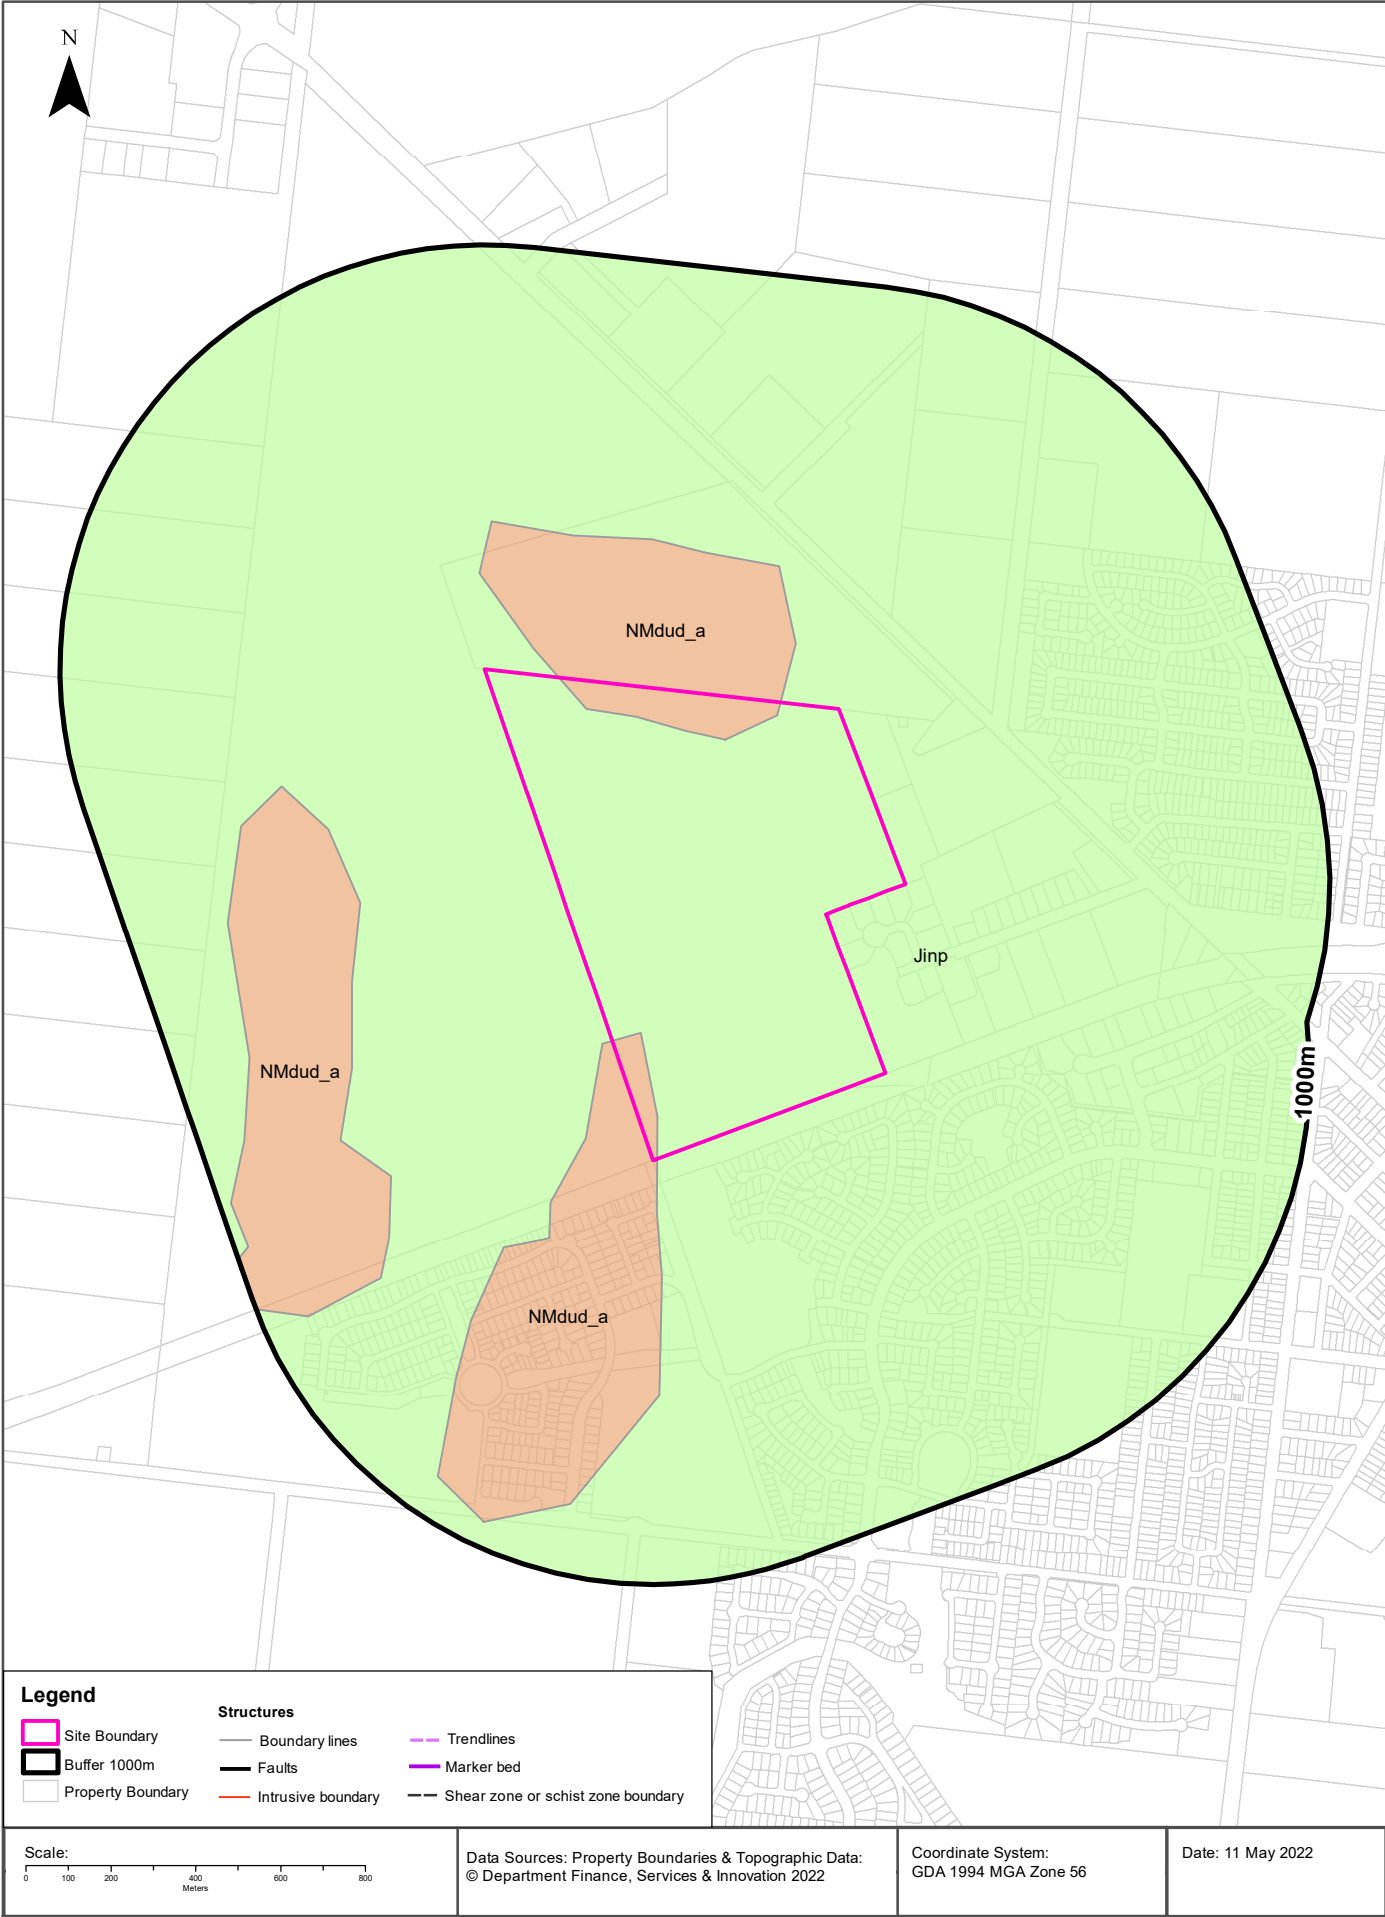 N
NMdud_a
Jinp
NMdud_a
1000m
NMdud_a
Legend
Site Boundary
Buffer 1000m
Property Boundary
Structures
Boundary lines
Faults
Intrusive boundary
Trendlines
Marker bed
Shear zone or schist zone boundary
Scale:
0 100 200 400 600 800
Meters
Data Sources: Property Boundaries & Topographic Data:
© Department Finance, Services & Innovation 2022
Coordinate System:
GDA 1994 MGA Zone 56
Date: 11 May 2022